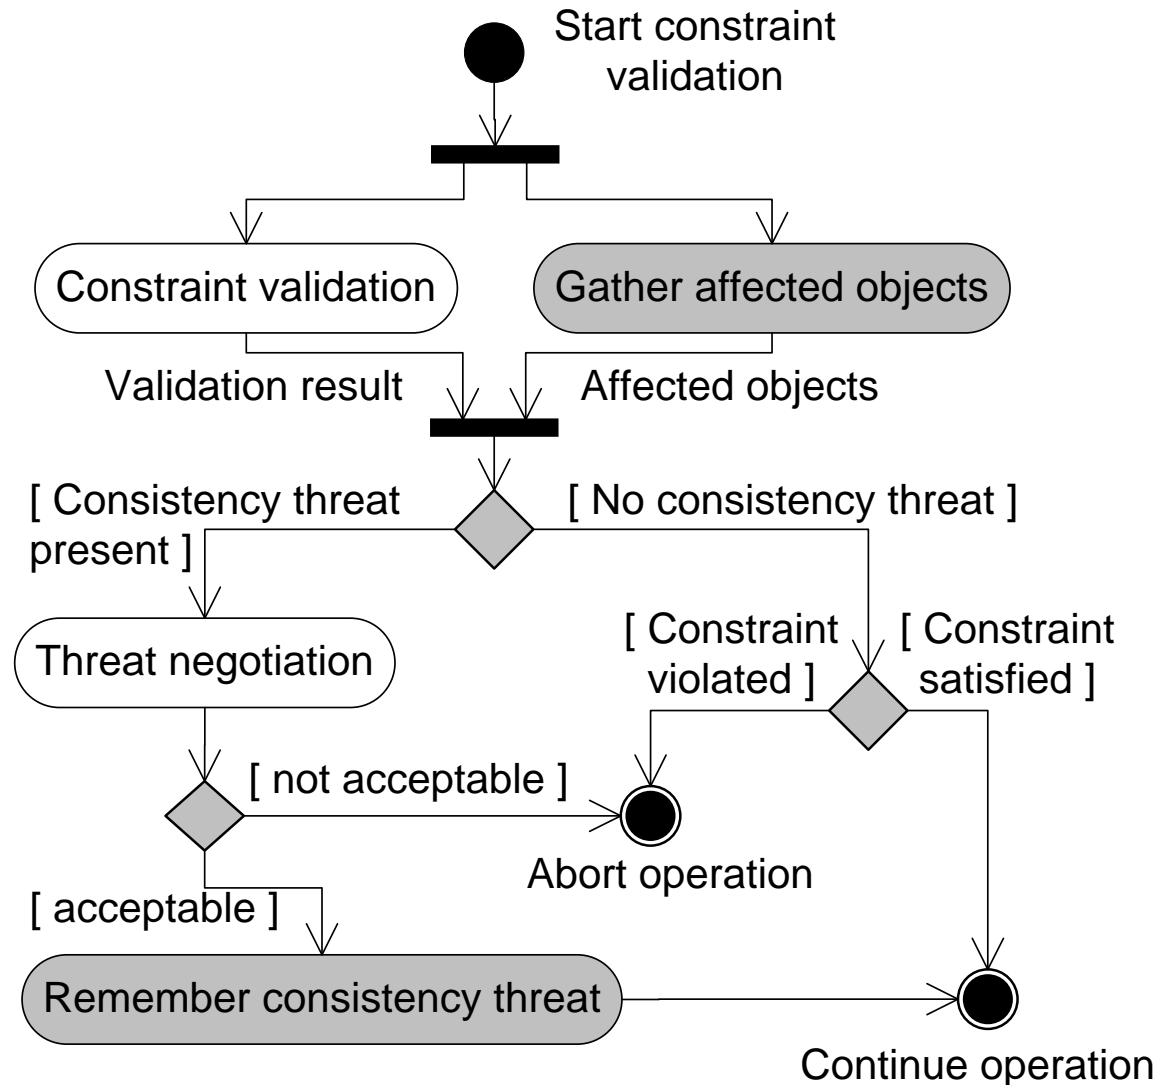 Start constraint
validation
Constraint validation
Gather affected objects
Validation result
Affected objects
[ Consistency threat
present ]
[ No consistency threat ]
Threat negotiation
[ Constraint
violated ]
[ Constraint
satisfied ]
[ not acceptable ]
Abort operation
[ acceptable ]
Remember consistency threat
Continue operation